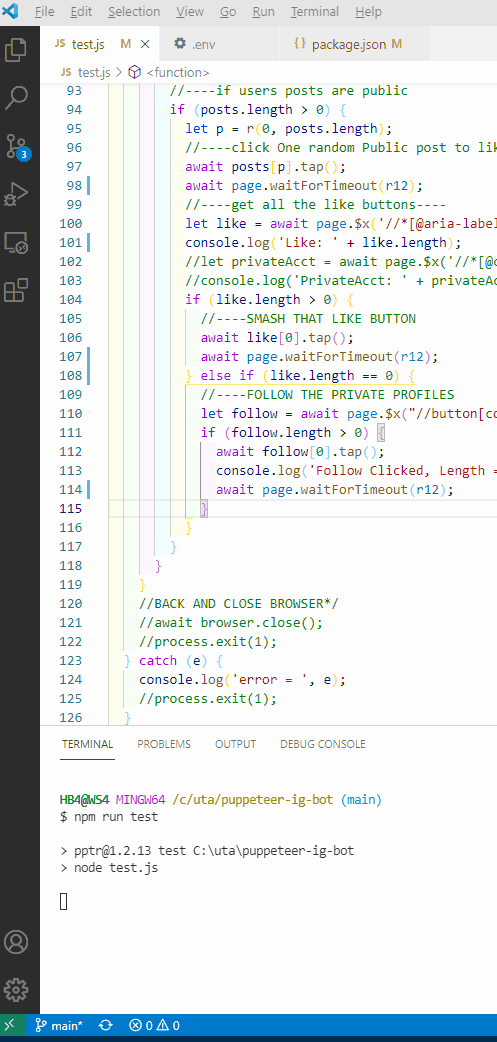 File Edit Selection View Go Run Terminal Help
JS test.js M × .env {} package.json M
JS test.js > <function>
93 //----if users posts are public
94 if (posts.length > 0) {
95 let p = r(0, posts.length);
96 //----click One random Public post to lik
97 await posts[p].tap();
98 await page.waitForTimeout(r12);
99 //----get all the like buttons----
100 let like = await page.$x('//*[@aria-label
101 console.log('Like: ' + like.length);
102 //let privateAcct = await page.$x('//*[@c
103 //console.log('PrivateAcct: ' + privateAc
104 if (like.length > 0) {
105 //----SMASH THAT LIKE BUTTON
106 await like[0].tap();
107 await page.waitForTimeout(r12);
108 } else if (like.length == 0) {
109 //----FOLLOW THE PRIVATE PROFILES
110 let follow = await page.$x("//button[co
111 if (follow.length > 0) {
112 await follow[0].tap();
113 console.log('Follow Clicked, Length =
114 await page.waitForTimeout(r12);
115 }
116 }
117 }
118 }
119 }
120 //BACK AND CLOSE BROWSER*/
121 //await browser.close();
122 //process.exit(1);
123 } catch (e) {
124 console.log('error = ', e);
125 //process.exit(1);
126 }
3
TERMINAL PROBLEMS OUTPUT DEBUG CONSOLE
HB4@WS4 MINGW64 /c/uta/puppeteer-ig-bot (main)
$ npm run test
> pptr@1.2.13 test C:\uta\puppeteer-ig-bot
> node test.js
main* 0 0